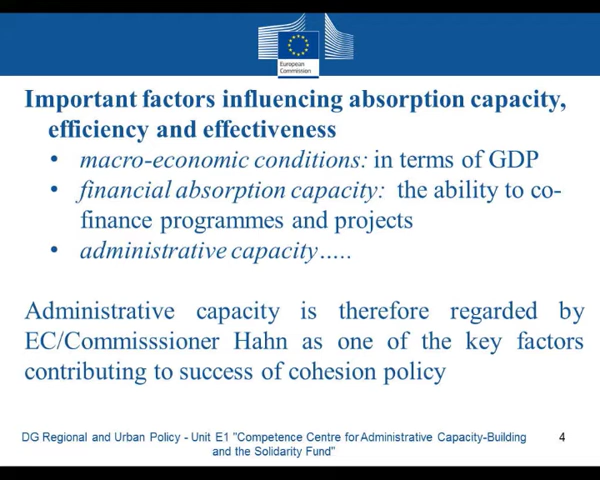 European
Commission
Important factors influencing absorption capacity,
efficiency and effectiveness
• macro-economic conditions: in terms of GDP
• financial absorption capacity: the ability to co-
finance programmes and projects
• administrative capacity…..
Administrative capacity is therefore regarded by
EC/Commisssioner Hahn as one of the key factors
contributing to success of cohesion policy
DG Regional and Urban Policy - Unit E1 "Competence Centre for Administrative Capacity-Building
and the Solidarity Fund"
4